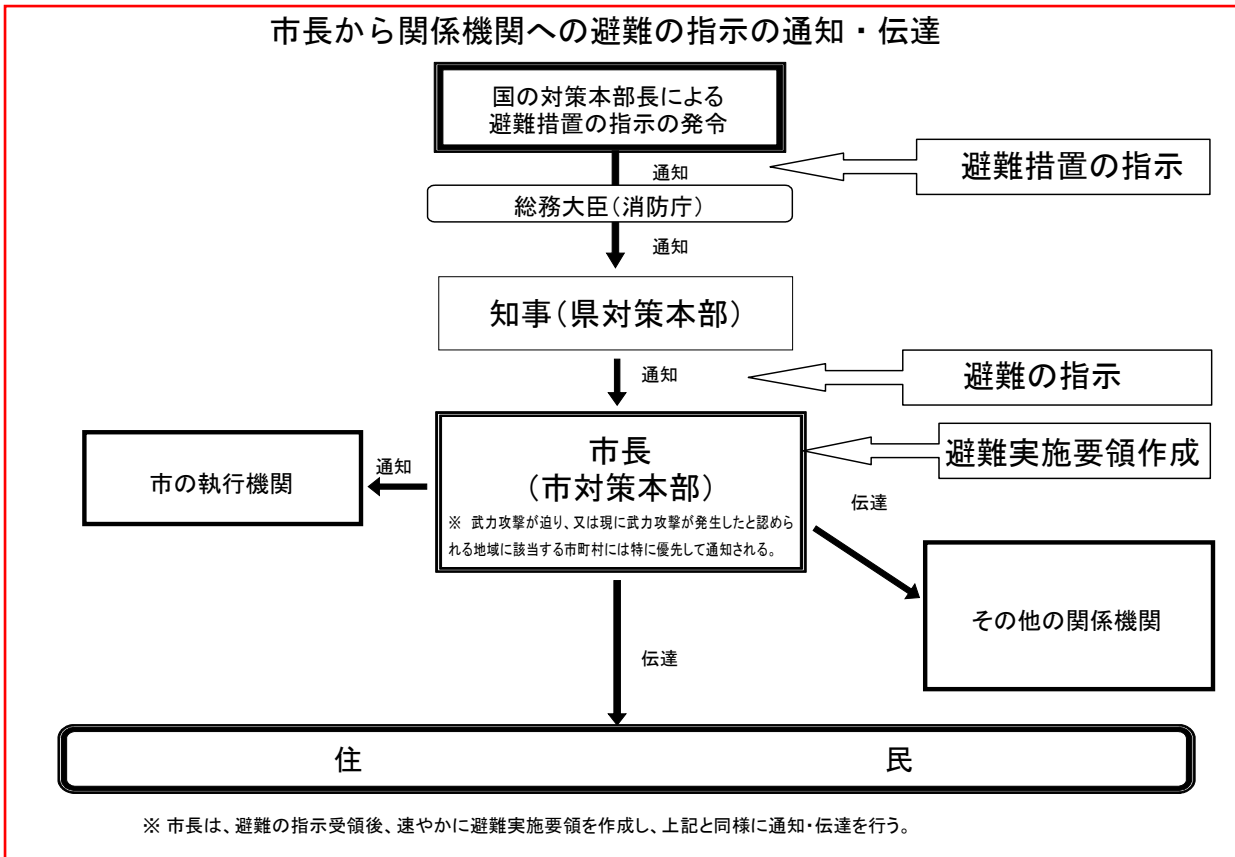 市長から関係機関への避難の指示の通知・伝達
国の対策本部長による
避難措置の指示の発令
通知
避難措置の指示
総務大臣(消防庁)
通知
知事(県対策本部)
通知
避難の指示
市長
(市対策本部)
※ 武力攻撃が迫り、又は現に武力攻撃が発生したと認めら
れる地域に該当する市町村には特に優先して通知される。
避難実施要領作成
通知
市の執行機関
伝達
その他の関係機関
伝達
住 民
※ 市長は、避難の指示受領後、速やかに避難実施要領を作成し、上記と同様に通知・伝達を行う。